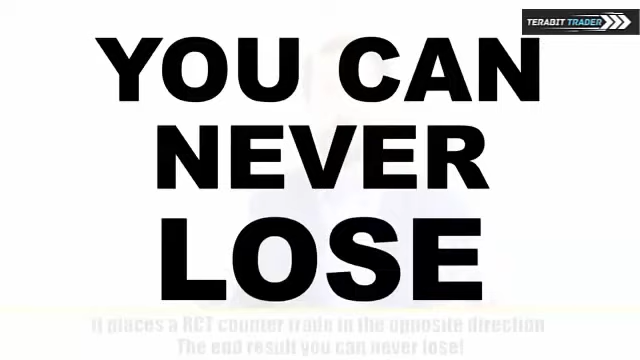 TERABIT TRADER
YOU CAN
NEVER
LOSE
It places a RCT counter trade in the opposite direction
The end result you can never lose!